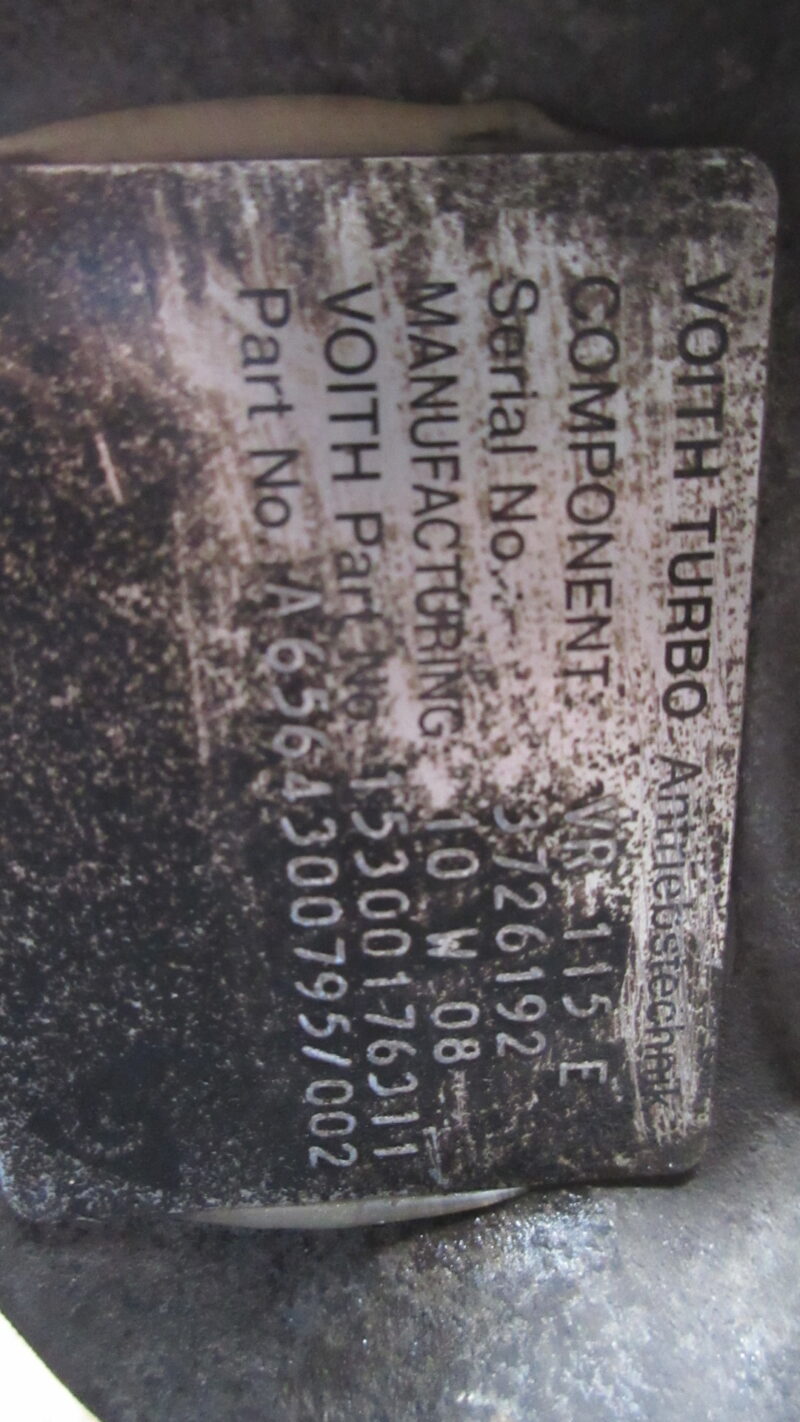 VOITH TURBO Antriebstechnik
COMPONENT: VR 115 E
Serial No. 3726192
MANUFACTURING 10 W 08
VOITH Part No. 15300176311
Part No. A 6564300795/002